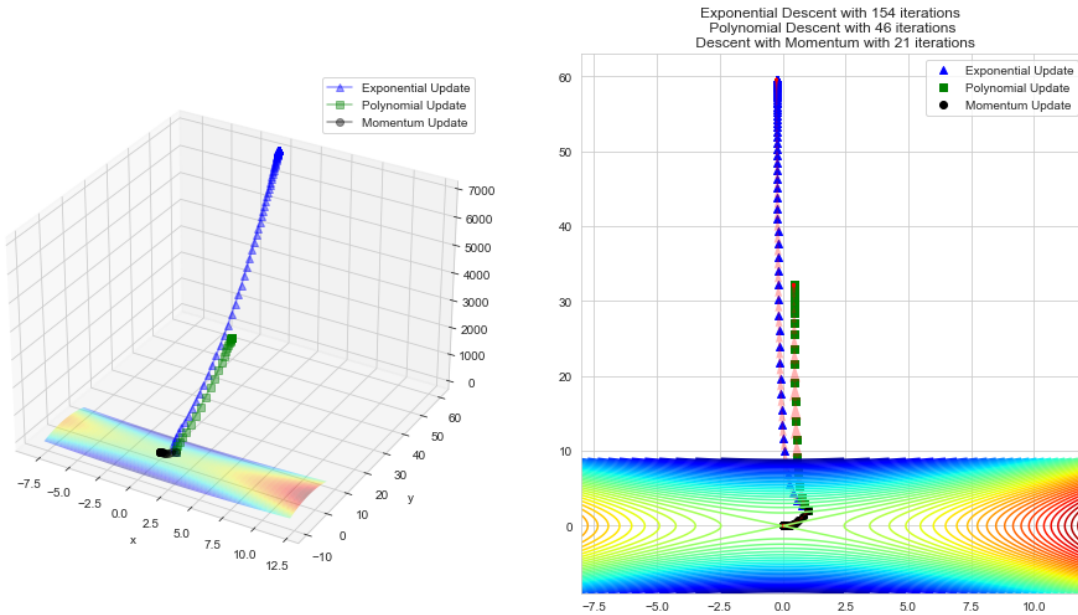 Exponential Descent with 154 iterations
Polynomial Descent with 46 iterations
Descent with Momentum with 21 iterations
Exponential Update
Polynomial Update
Momentum Update
7000
6000
5000
4000
3000
2000
1000
0
60
50
40
30
20
10
0
−10
y
−7.5
−5.0
−2.5
0.0
2.5
5.0
7.5
10.0
12.5
x
Exponential Update
Polynomial Update
Momentum Update
60
50
40
30
20
10
0
−7.5 −5.0 −2.5 0.0 2.5 5.0 7.5 10.0